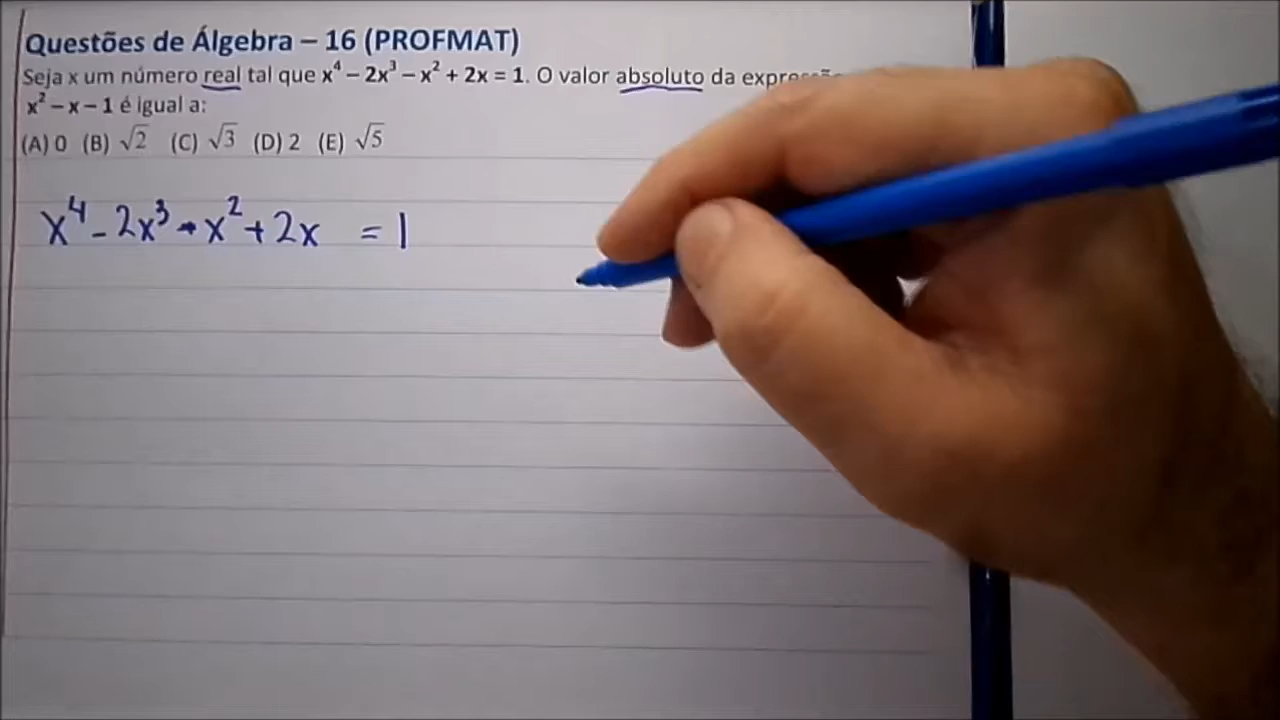 Questões de Álgebra – 16 (PROFMAT)
Seja x um número real tal que x⁴ – 2x³ – x² + 2x = 1. O valor absoluto da expressão
x² – x – 1 é igual a:
(A) 0 (B) √2 (C) √3 (D) 2 (E) √5
x⁴ - 2x³ - x² + 2x = 1